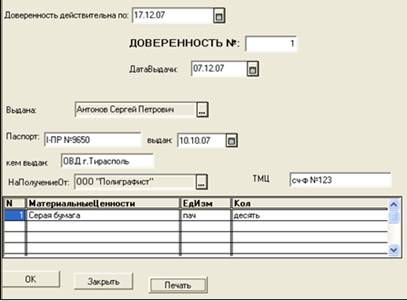 Доверенность действительна по: 17.12.07
ДОВЕРЕННОСТЬ №: 1
ДатаВыдачи: 07.12.07
Выдана: Антонов Сергей Петрович ...
Паспорт: I-ПР №9650 выдан: 10.10.07
кем выдан: ОВД г.Тирасполь
НаПолучениеОт: ООО "Полиграфист" ... ТМЦ сч-ф №123
N МатериальныеЦенности ЕдИзм Кол
1 Серая бумага пач десять
OK Закрыть Печать